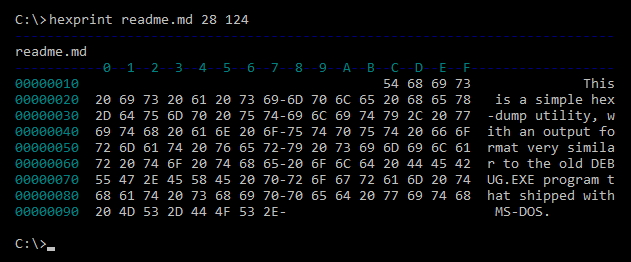 C:\>hexprint readme.md 28 124
readme.md
0 1 2 3 4 5 6 7 8 9 A B C D E F
00000010 54 68 69 73 This
00000020 20 69 73 20 61 20 73 69-6D 70 6C 65 20 68 65 78 is a simple hex
00000030 2D 64 75 6D 70 20 75 74-69 6C 69 74 79 2C 20 77 -dump utility, w
00000040 69 74 68 20 61 6E 20 6F-75 74 70 75 74 20 66 6F ith an output fo
00000050 72 6D 61 74 20 76 65 72-79 20 73 69 6D 69 6C 61 rmat very simila
00000060 72 20 74 6F 20 74 68 65-20 6F 6C 64 20 44 45 42 r to the old DEB
00000070 55 47 2E 45 58 45 20 70-72 6F 67 72 61 6D 20 74 UG.EXE program t
00000080 68 61 74 20 73 68 69 70-70 65 64 20 77 69 74 68 hat shipped with
00000090 20 4D 53 2D 44 4F 53 2E- MS-DOS.
C:\>